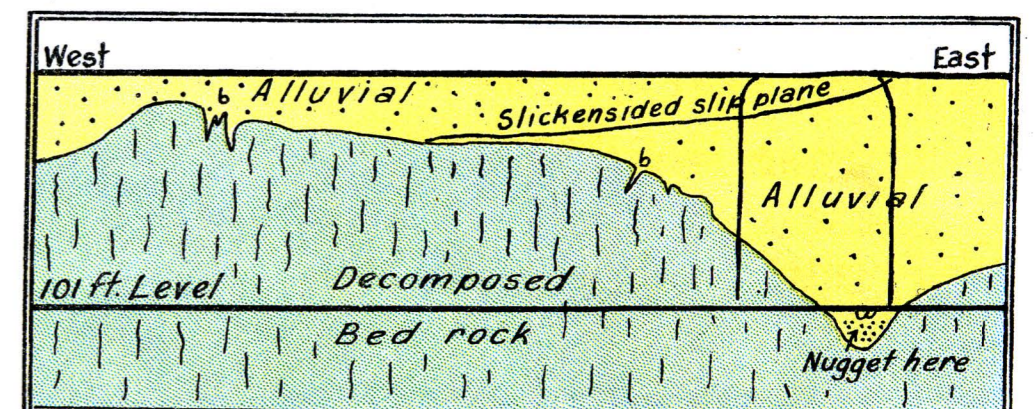 West
East
b
Alluvial
Slickensided slip plane
b
Alluvial
101 ft. Level
Decomposed
Bed rock
Nugget here